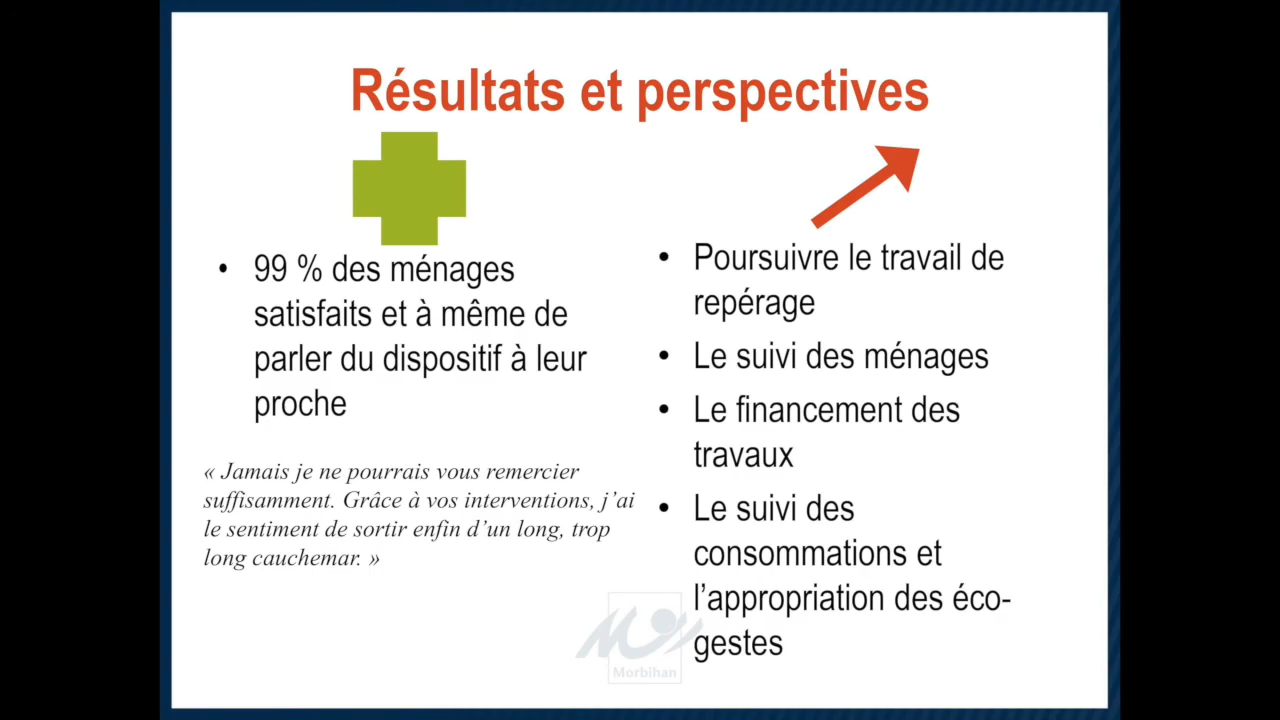 Résultats et perspectives
• 99 % des ménages
satisfaits et à même de
parler du dispositif à leur
proche
« Jamais je ne pourrais vous remercier
suffisamment. Grâce à vos interventions, j’ai
le sentiment de sortir enfin d’un long, trop
long cauchemar. »
• Poursuivre le travail de
repérage
• Le suivi des ménages
• Le financement des
travaux
• Le suivi des
consommations et
l’appropriation des éco-
gestes
Morbihan